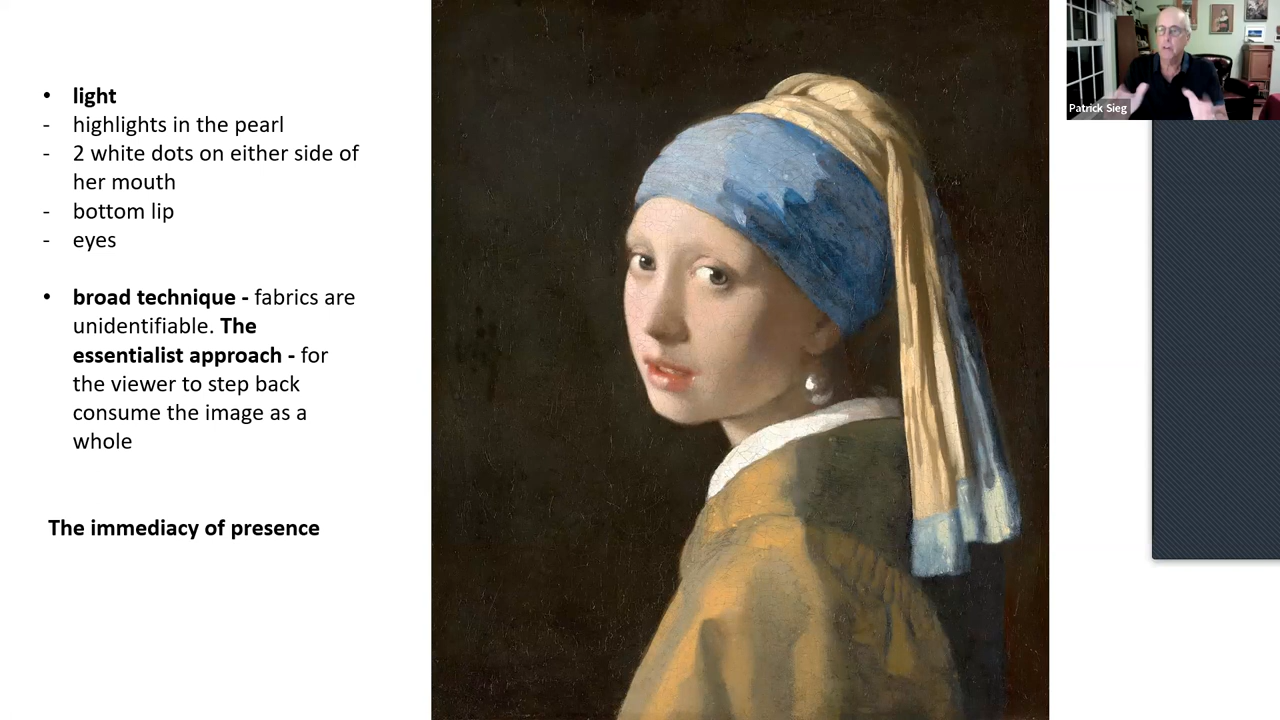 • light
- highlights in the pearl
- 2 white dots on either side of
her mouth
- bottom lip
- eyes
• broad technique - fabrics are
unidentifiable. The
essentialist approach - for
the viewer to step back
consume the image as a
whole
The immediacy of presence
Patrick Sieg